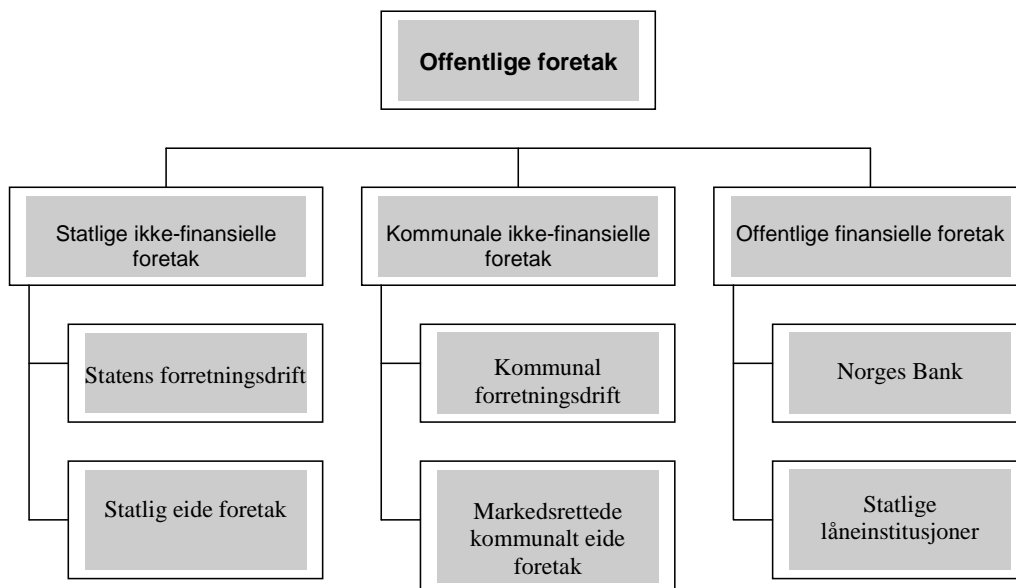 Offentlige foretak
Statlige ikke-finansielle
foretak
Kommunale ikke-finansielle
foretak
Offentlige finansielle foretak
Statens forretningsdrift
Kommunal
forretningsdrift
Norges Bank
Statlig eide foretak
Markedsrettede
kommunalt eide
foretak
Statlige
låneinstitusjoner